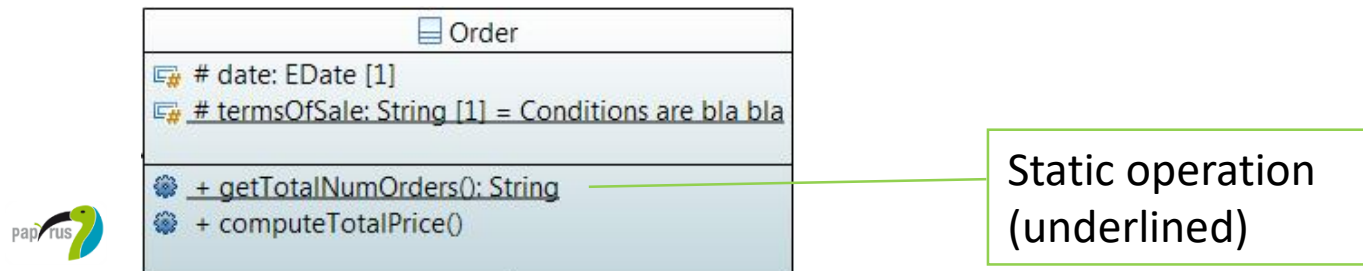 Order
# date: EDate [1]
# termsOfSale: String [1] = Conditions are bla bla
+ getTotalNumOrders(): String
+ computeTotalPrice()
Static operation
(underlined)
papyrus